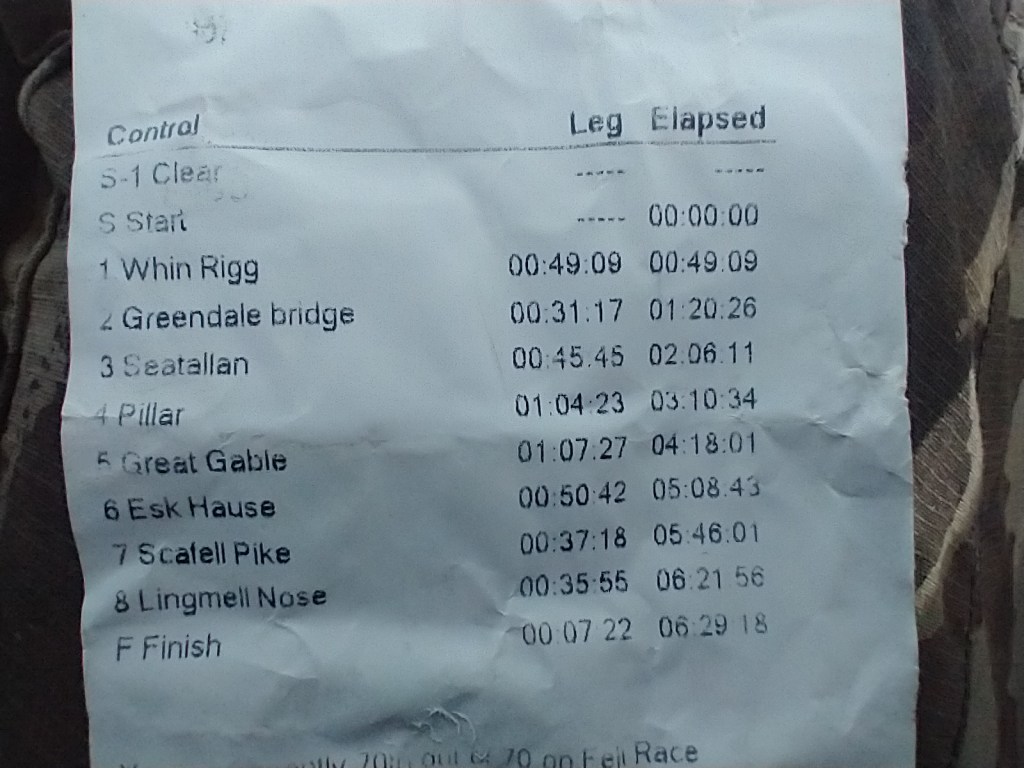 Control Leg Elapsed
S-1 Clear ----- -----
S Start ----- 00:00:00
1 Whin Rigg 00:49:09 00:49:09
2 Greendale bridge 00:31:17 01:20:26
3 Seatallan 00:45:45 02:06:11
4 Pillar 01:04:23 03:10:34
5 Great Gable 01:07:27 04:18:01
6 Esk Hause 00:50:42 05:08:43
7 Scafell Pike 00:37:18 05:46:01
8 Lingmell Nose 00:35:55 06:21:56
F Finish 00:07:22 06:29:18
70 on Fell Race